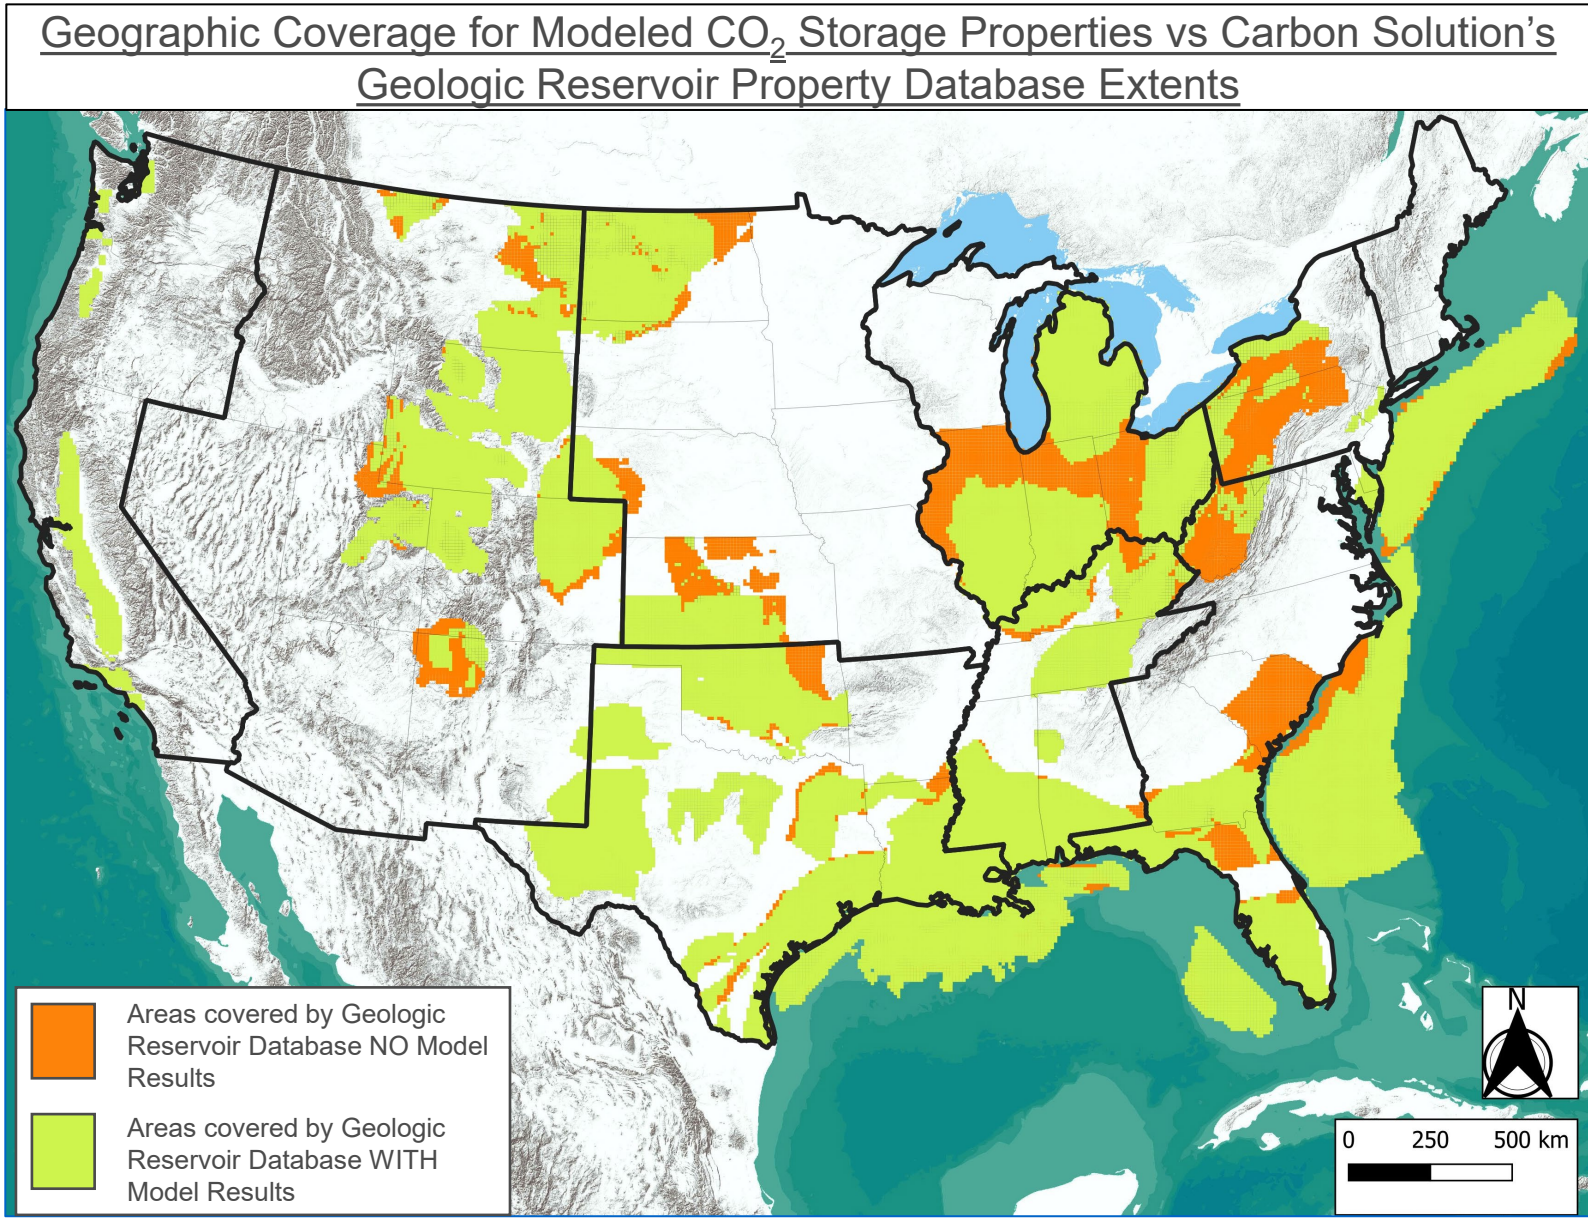 Geographic Coverage for Modeled CO₂ Storage Properties vs Carbon Solution's
Geologic Reservoir Property Database Extents
Areas covered by Geologic
Reservoir Database NO Model
Results
Areas covered by Geologic
Reservoir Database WITH
Model Results
N
0 250 500 km